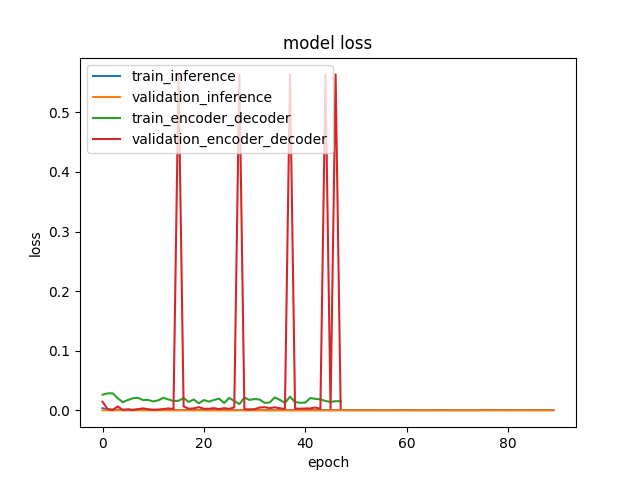 model loss
train_inference
validation_inference
train_encoder_decoder
validation_encoder_decoder
0.5
0.4
0.3
0.2
0.1
0.0
loss
0 20 40 60 80
epoch